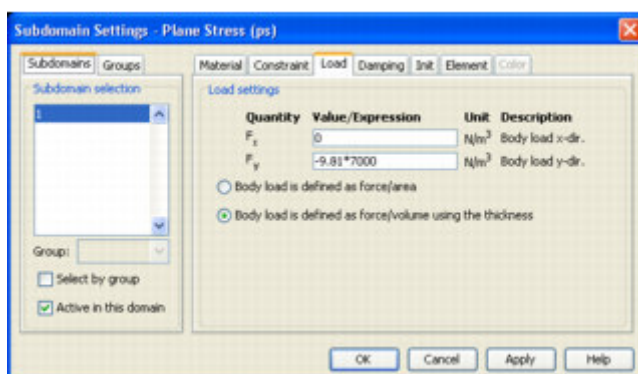 Subdomain Settings - Plane Stress (ps)
Subdomains Groups
Subdomain selection
1
Group:
Select by group
Active in this domain
Material Constraint Load Damping Init Element Color
Load settings
Quantity Value/Expression Unit Description
Fx 0 N/m³ Body load x-dir.
Fy -9.81*7000 N/m³ Body load y-dir.
Body load is defined as force/area
Body load is defined as force/volume using the thickness
OK Cancel Apply Help